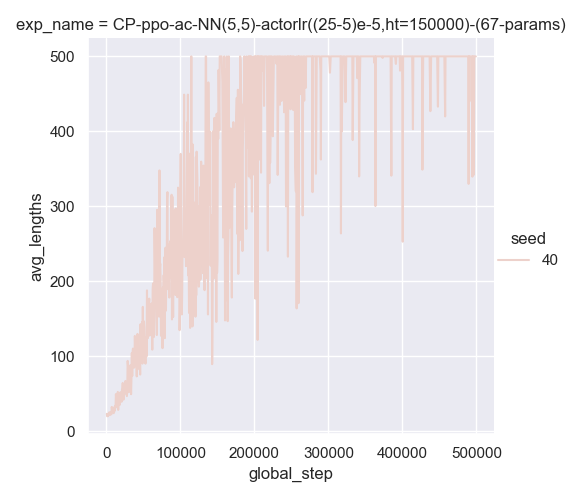 exp_name = CP-ppo-ac-NN(5,5)-actorlr((25-5)e-5,ht=150000)-(67-params)
500
400
300
200
100
0
avg_lengths
0 100000 200000 300000 400000 500000
global_step
seed
40